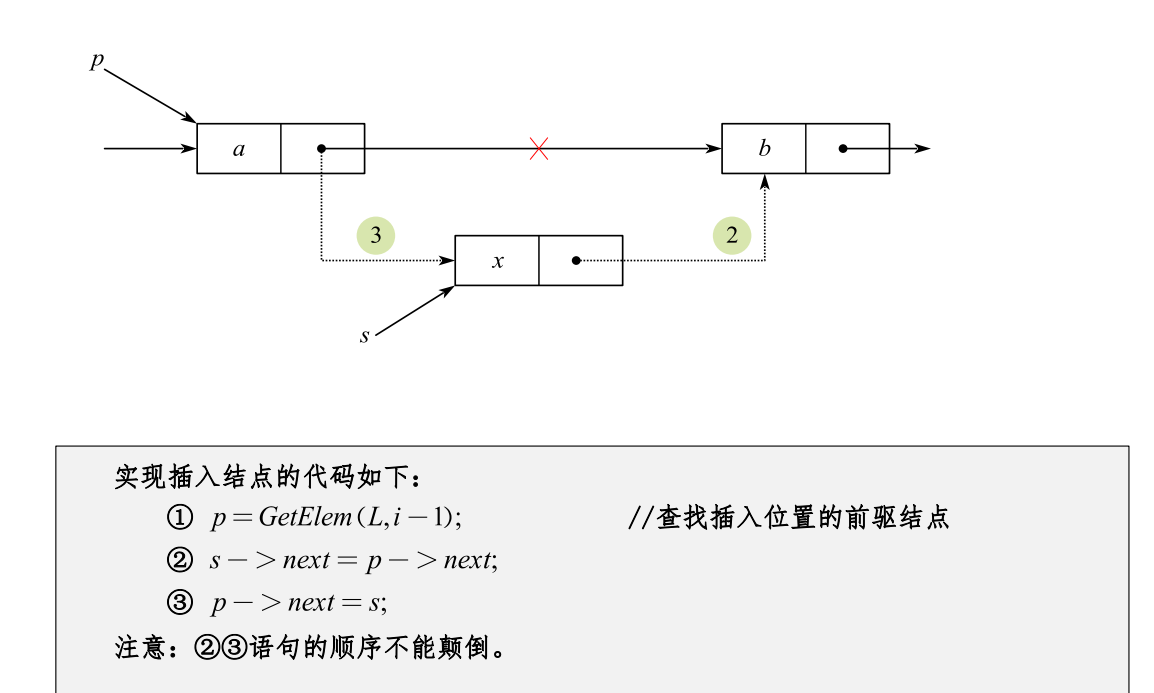 p
a
b
3
2
x
s
实现插入结点的代码如下：
① p=GetElem(L,i-1); //查找插入位置的前驱结点
② s->next=p->next;
③ p->next=s;
注意：②③语句的顺序不能颠倒。